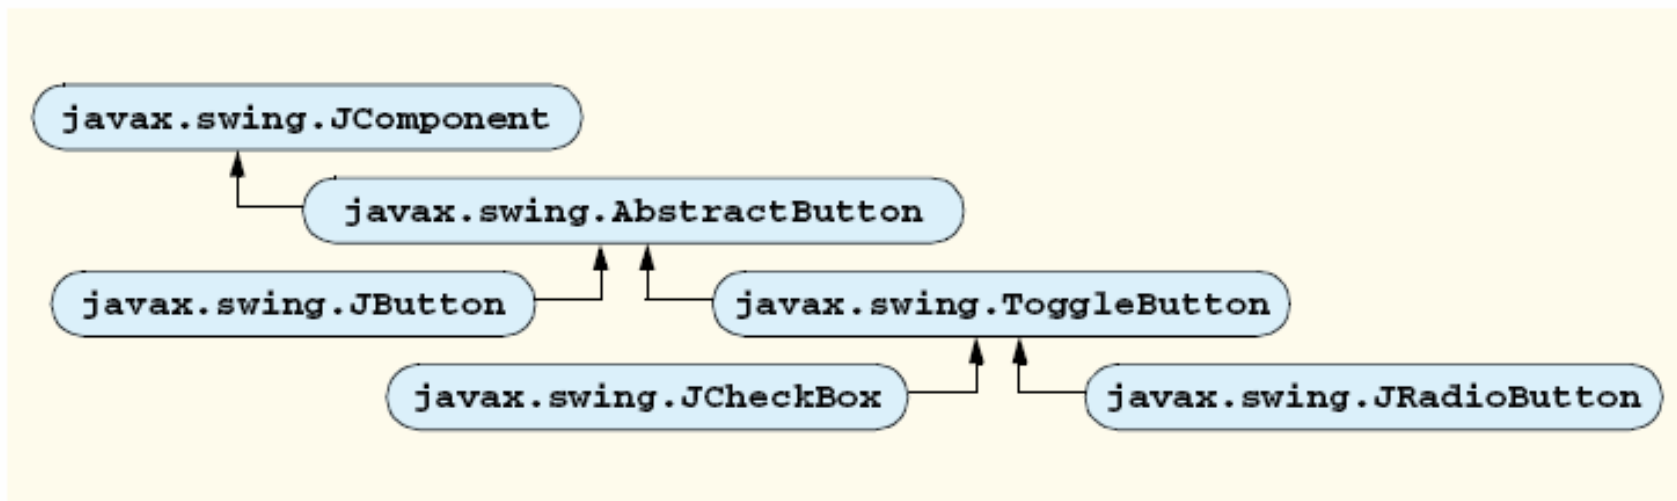 javax.swing.JComponent
javax.swing.AbstractButton
javax.swing.JButton
javax.swing.ToggleButton
javax.swing.JCheckBox
javax.swing.JRadioButton